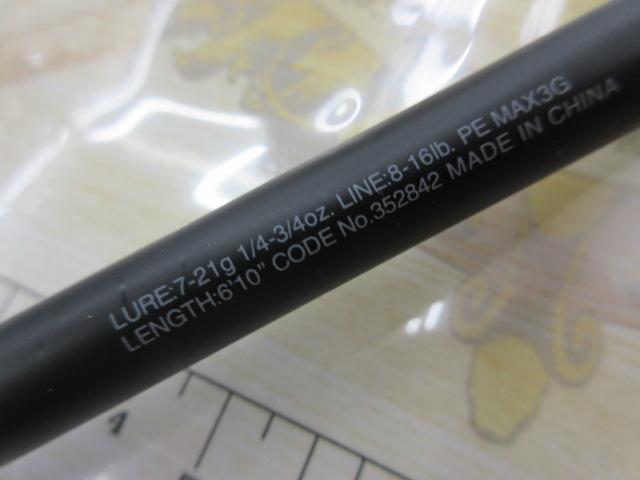 LURE:7-21g 1/4-3/4oz. LINE:8-16lb. PE MAX3G
LENGTH:6'10" CODE No.352842 MADE IN CHINA
4